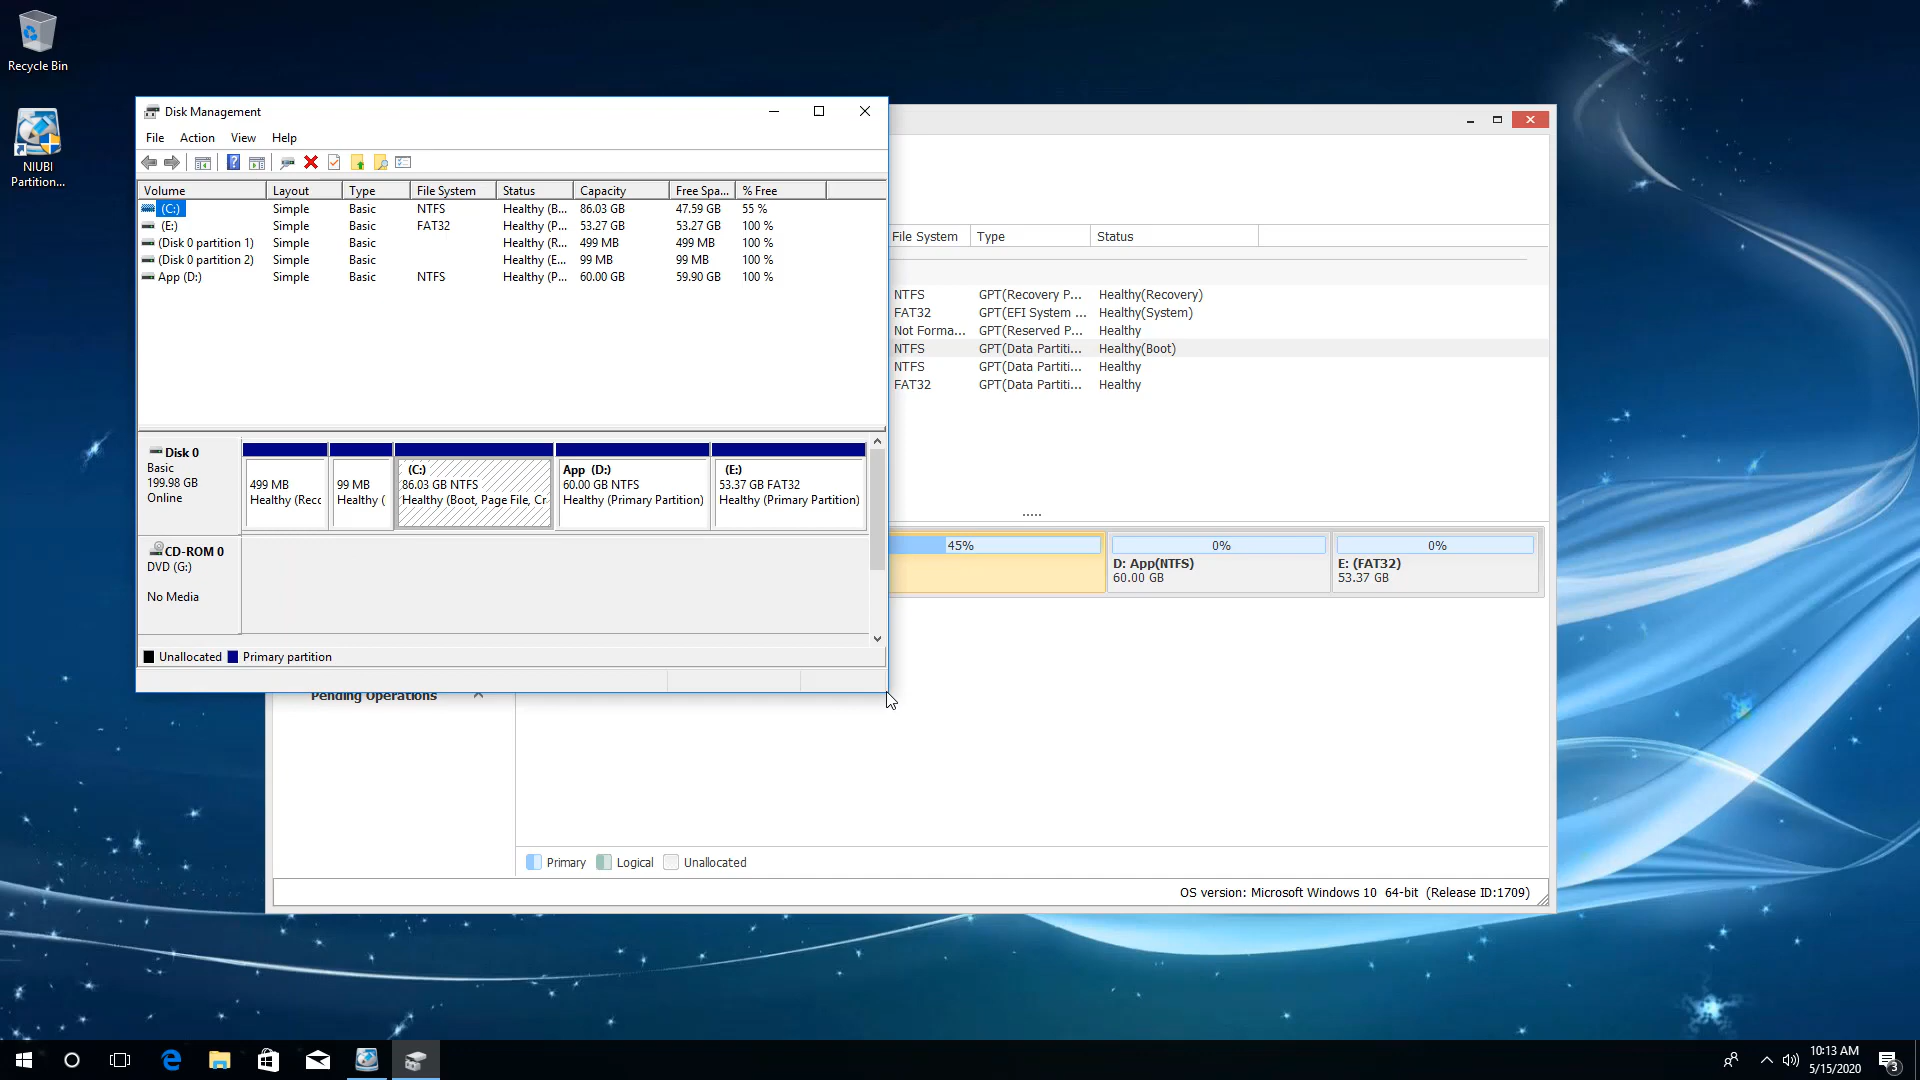 Recycle Bin
NIUBI
Partition...
Disk Management
File Action View Help
Volume Layout Type File System Status Capacity Free Spa... % Free
(C:) Simple Basic NTFS Healthy (B... 86.03 GB 47.59 GB 55 %
(E:) Simple Basic FAT32 Healthy (P... 53.27 GB 53.27 GB 100 %
(Disk 0 partition 1) Simple Basic Healthy (R... 499 MB 499 MB 100 %
(Disk 0 partition 2) Simple Basic Healthy (E... 99 MB 99 MB 100 %
App (D:) Simple Basic NTFS Healthy (P... 60.00 GB 59.90 GB 100 %
Disk 0
Basic
199.98 GB
Online
499 MB
Healthy (Recc
99 MB
Healthy (
(C:)
86.03 GB NTFS
Healthy (Boot, Page File, Cr
App (D:)
60.00 GB NTFS
Healthy (Primary Partition)
(E:)
53.37 GB FAT32
Healthy (Primary Partition)
CD-ROM 0
DVD (G:)
No Media
Unallocated Primary partition
File System Type Status
NTFS GPT(Recovery P... Healthy(Recovery)
FAT32 GPT(EFI System ... Healthy(System)
Not Forma... GPT(Reserved P... Healthy
NTFS GPT(Data Partiti... Healthy(Boot)
NTFS GPT(Data Partiti... Healthy
FAT32 GPT(Data Partiti... Healthy
45%
0%
D: App(NTFS)
60.00 GB
0%
E: (FAT32)
53.37 GB
Pending Operations
Primary Logical Unallocated
OS version: Microsoft Windows 10 64-bit (Release ID:1709)
10:13 AM
5/15/2020
3